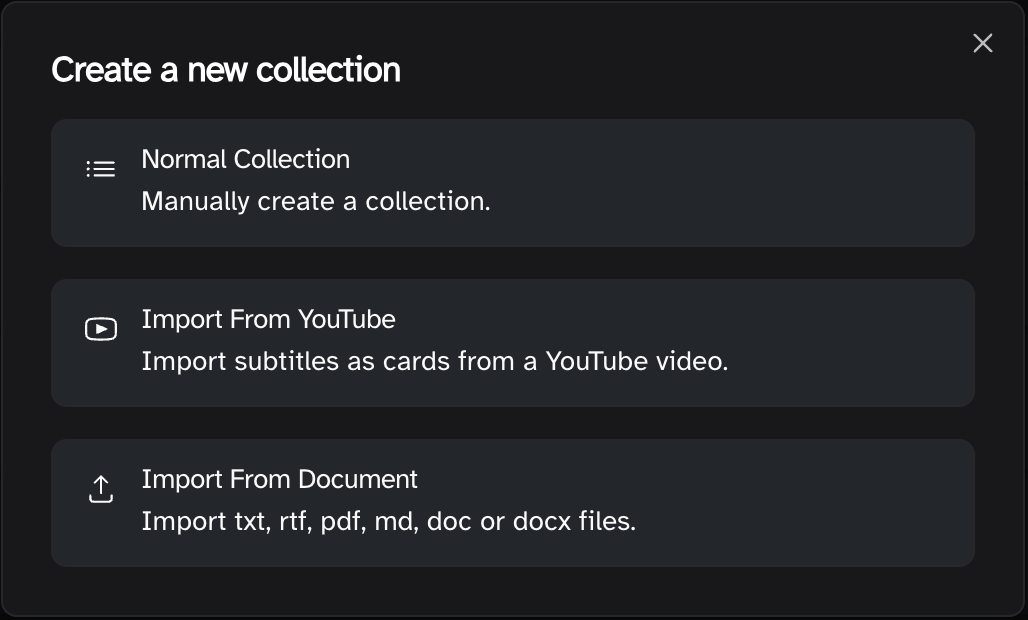 Create a new collection
Normal Collection
Manually create a collection.
Import From YouTube
Import subtitles as cards from a YouTube video.
Import From Document
Import txt, rtf, pdf, md, doc or docx files.